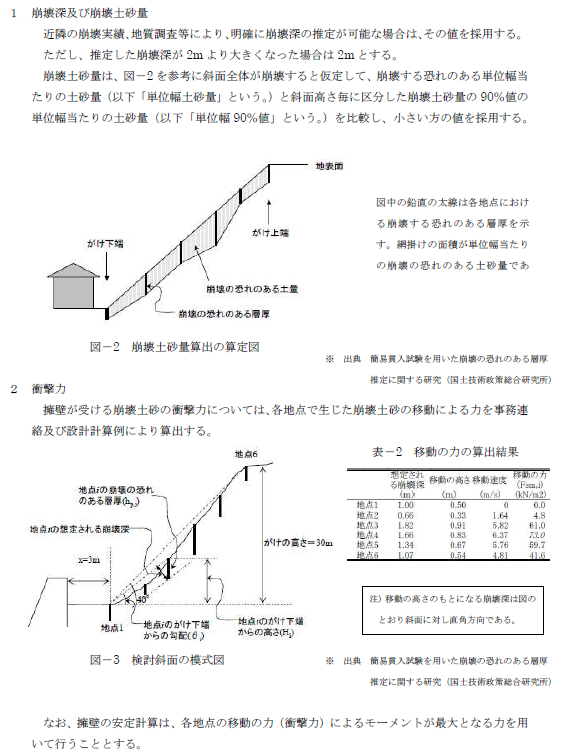 1 崩壊深及び崩壊土砂量
近隣の崩壊実績、地質調査等により、明確に崩壊深の推定が可能な場合は、その値を採用する。
ただし、推定した崩壊深が2mより大きくなった場合は2mとする。
崩壊土砂量は、図－2を参考に斜面全体が崩壊すると仮定して、崩壊する恐れのある単位幅当
たりの土砂量（以下「単位幅土砂量」という。）と斜面高さ毎に区分した崩壊土砂量の90%値の
単位幅当たりの土砂量（以下「単位幅90%値」という。）を比較し、小さい方の値を採用する。
地表面
がけ上端
がけ下端
崩壊の恐れのある土量
崩壊の恐れのある層厚
図中の鉛直の太線は各地点におけ
る崩壊する恐れのある層厚を示
す。網掛けの面積が単位幅当たり
の崩壊の恐れのある土砂量であ
図－2 崩壊土砂量算出の算定図
※ 出典 簡易貫入試験を用いた崩壊の恐れのある層厚
推定に関する研究（国土技術政策総合研究所）
2 衝撃力
擁壁が受ける崩壊土砂の衝撃力については、各地点で生じた崩壊土砂の移動による力を事務連
絡及び設計計算例により算出する。
地点6
地点iの崩壊の恐れ
のある層厚(hₚ,ᵢ)
地点iの想定される崩壊深
がけの高さ＝30m
x=3m
40°
地点1
地点iのがけ下端
からの勾配(θᵢ)
地点iのがけ下端
からの高さ(Hᵢ)
図－3 検討斜面の模式図
表－2 移動の力の算出結果
想定され
る崩壊深
(m) 移動の高さ
(m) 移動速度
(m/s) 移動の力
(Fsm,i)
(kN/m2)
地点1 1.00 0.50 0 0.0
地点2 0.66 0.33 1.64 4.8
地点3 1.82 0.91 5.82 61.0
地点4 1.66 0.83 6.37 73.0
地点5 1.34 0.67 5.76 59.7
地点6 1.07 0.54 4.81 41.6
注）移動の高さのもとになる崩壊深は図の
とおり斜面に対し直角方向である。
※ 出典 簡易貫入試験を用いた崩壊の恐れのある層厚
推定に関する研究（国土技術政策総合研究所）
なお、擁壁の安定計算は、各地点の移動の力（衝撃力）によるモーメントが最大となる力を用
いて行うこととする。